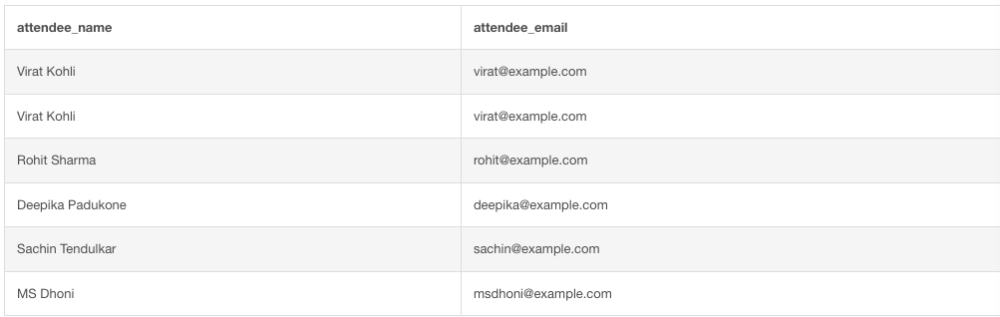 attendee_name attendee_email
Virat Kohli virat@example.com
Virat Kohli virat@example.com
Rohit Sharma rohit@example.com
Deepika Padukone deepika@example.com
Sachin Tendulkar sachin@example.com
MS Dhoni msdhoni@example.com